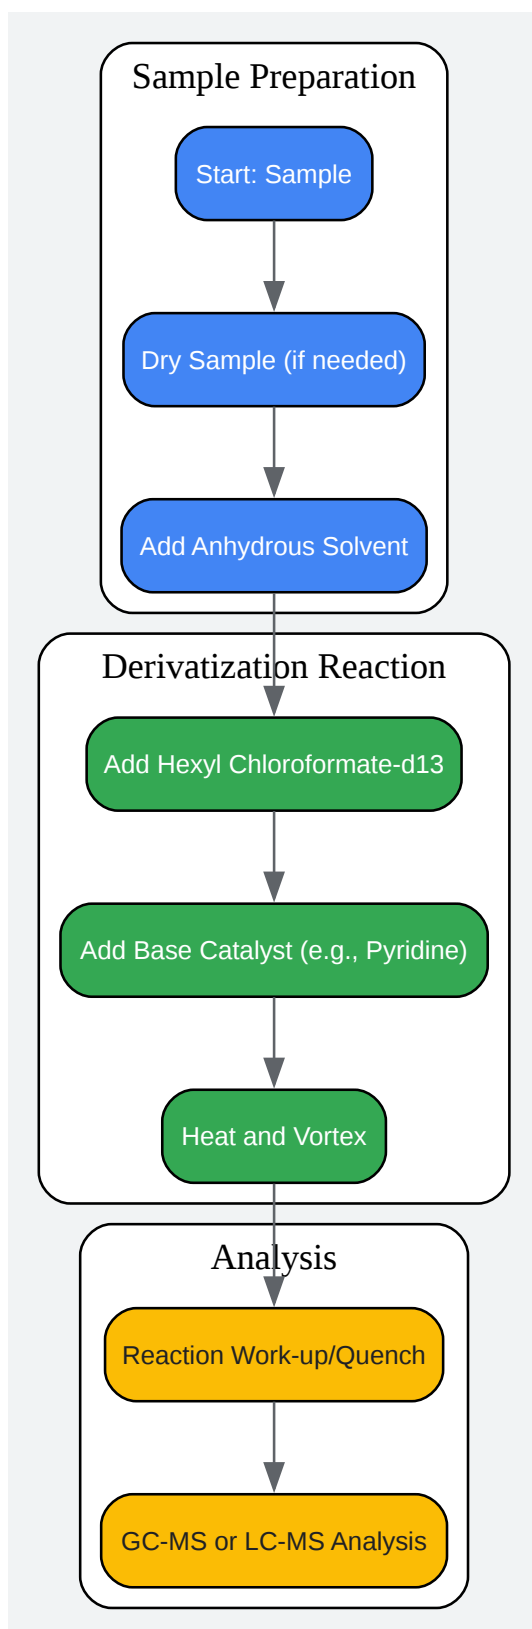 Sample Preparation
Start: Sample
Dry Sample (if needed)
Add Anhydrous Solvent
Derivatization Reaction
Add Hexyl Chloroformate-d13
Add Base Catalyst (e.g., Pyridine)
Heat and Vortex
Analysis
Reaction Work-up/Quench
GC-MS or LC-MS Analysis